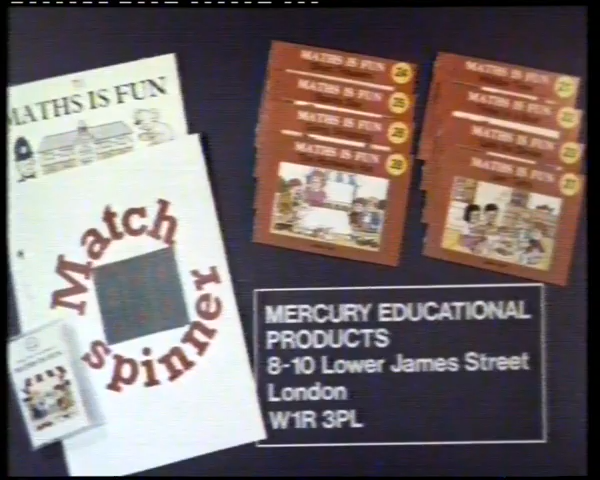 MATHS IS FUN
Match
spinner
MATHS IS FUN
MATHS IS FUN
MATHS IS FUN
MATHS IS FUN
MATHS IS FUN
MATHS IS FUN
MATHS IS FUN
MATHS IS FUN
MERCURY EDUCATIONAL
PRODUCTS
8-10 Lower James Street
London
W1R 3PL